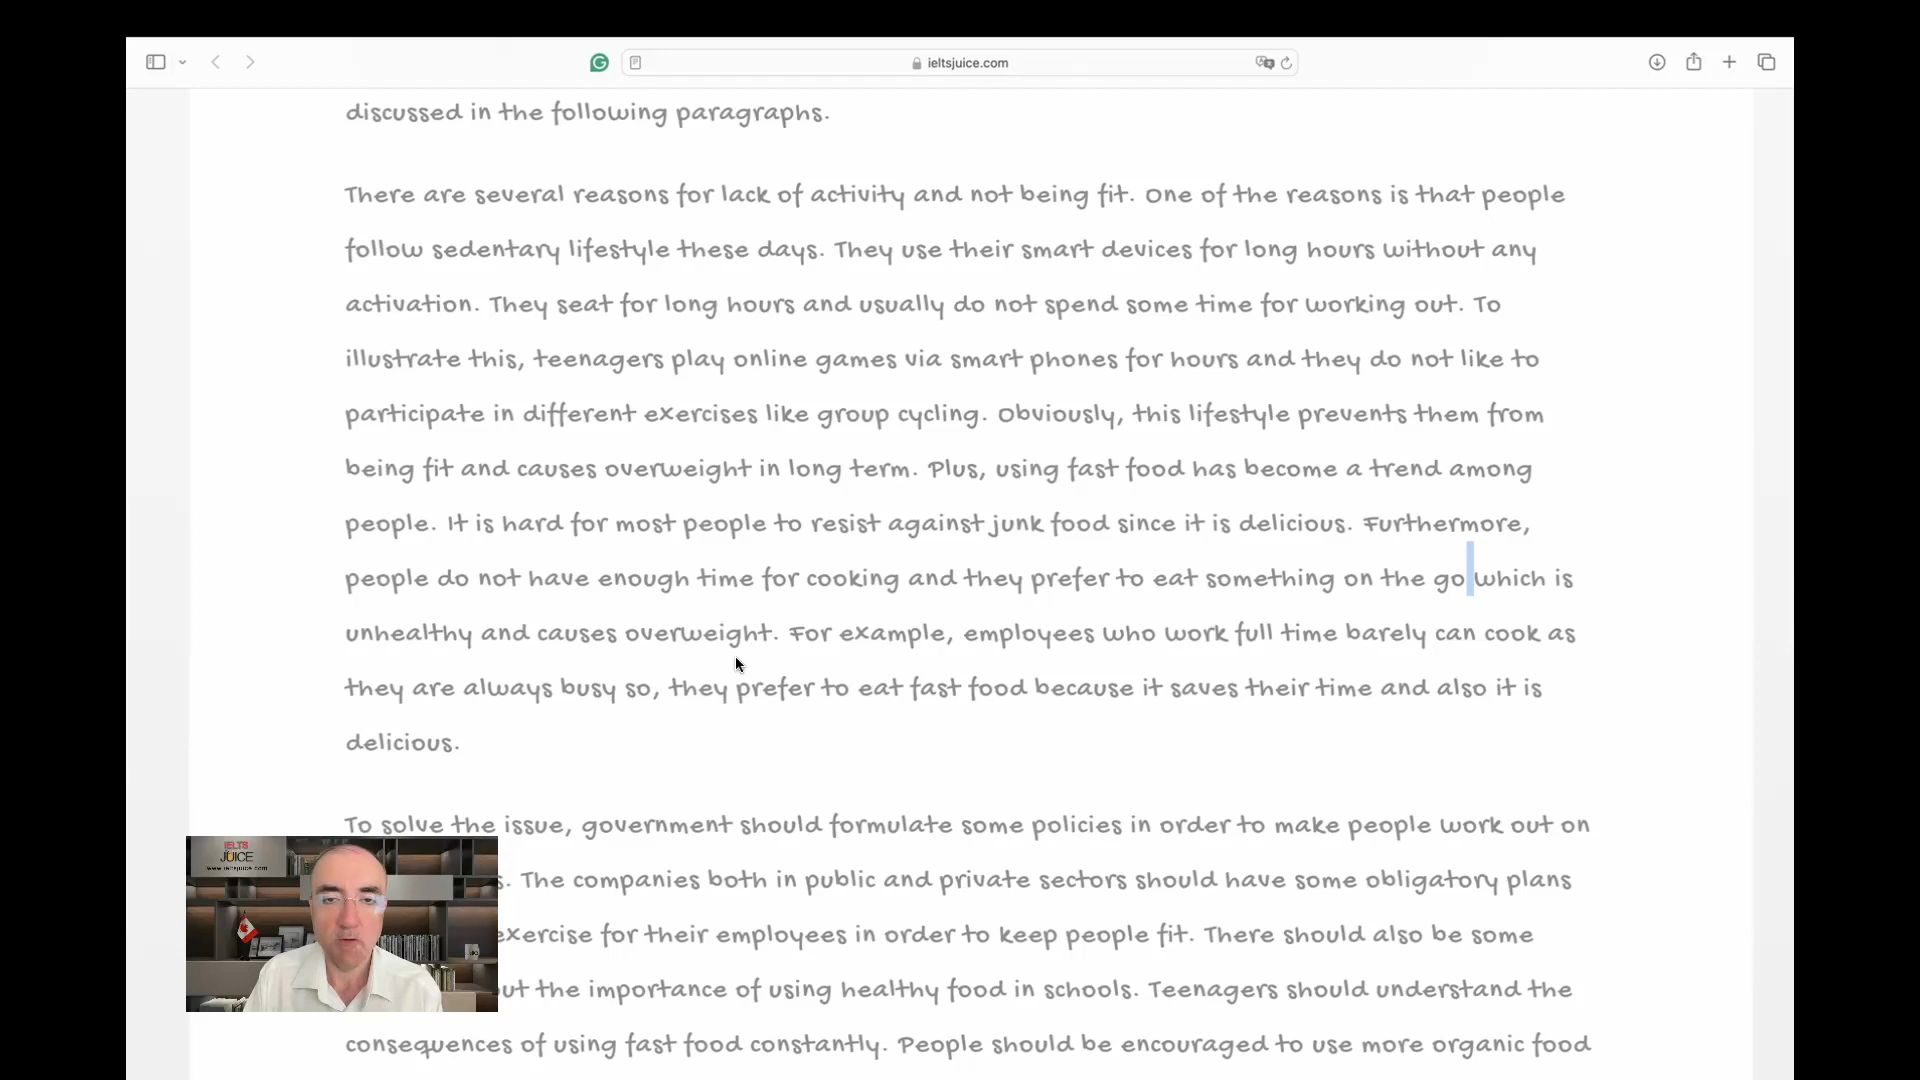 ieltsjuice.com
discussed in the following paragraphs.
There are several reasons for lack of activity and not being fit. One of the reasons is that people
follow sedentary lifestyle these days. They use their smart devices for long hours without any
activation. They seat for long hours and usually do not spend some time for working out. To
illustrate this, teenagers play online games via smart phones for hours and they do not like to
participate in different exercises like group cycling. Obviously, this lifestyle prevents them from
being fit and causes overweight in long term. Plus, using fast food has become a trend among
people. It is hard for most people to resist against junk food since it is delicious. Furthermore,
people do not have enough time for cooking and they prefer to eat something on the go which is
unhealthy and causes overweight. For example, employees who work full time barely can cook as
they are always busy so, they prefer to eat fast food because it saves their time and also it is
delicious.
To solve the issue, government should formulate some policies in order to make people work out on
s. The companies both in public and private sectors should have some obligatory plans
exercise for their employees in order to keep people fit. There should also be some
ut the importance of using healthy food in schools. Teenagers should understand the
consequences of using fast food constantly. People should be encouraged to use more organic food
IELTS
JUICE
www.ieltsjuice.com